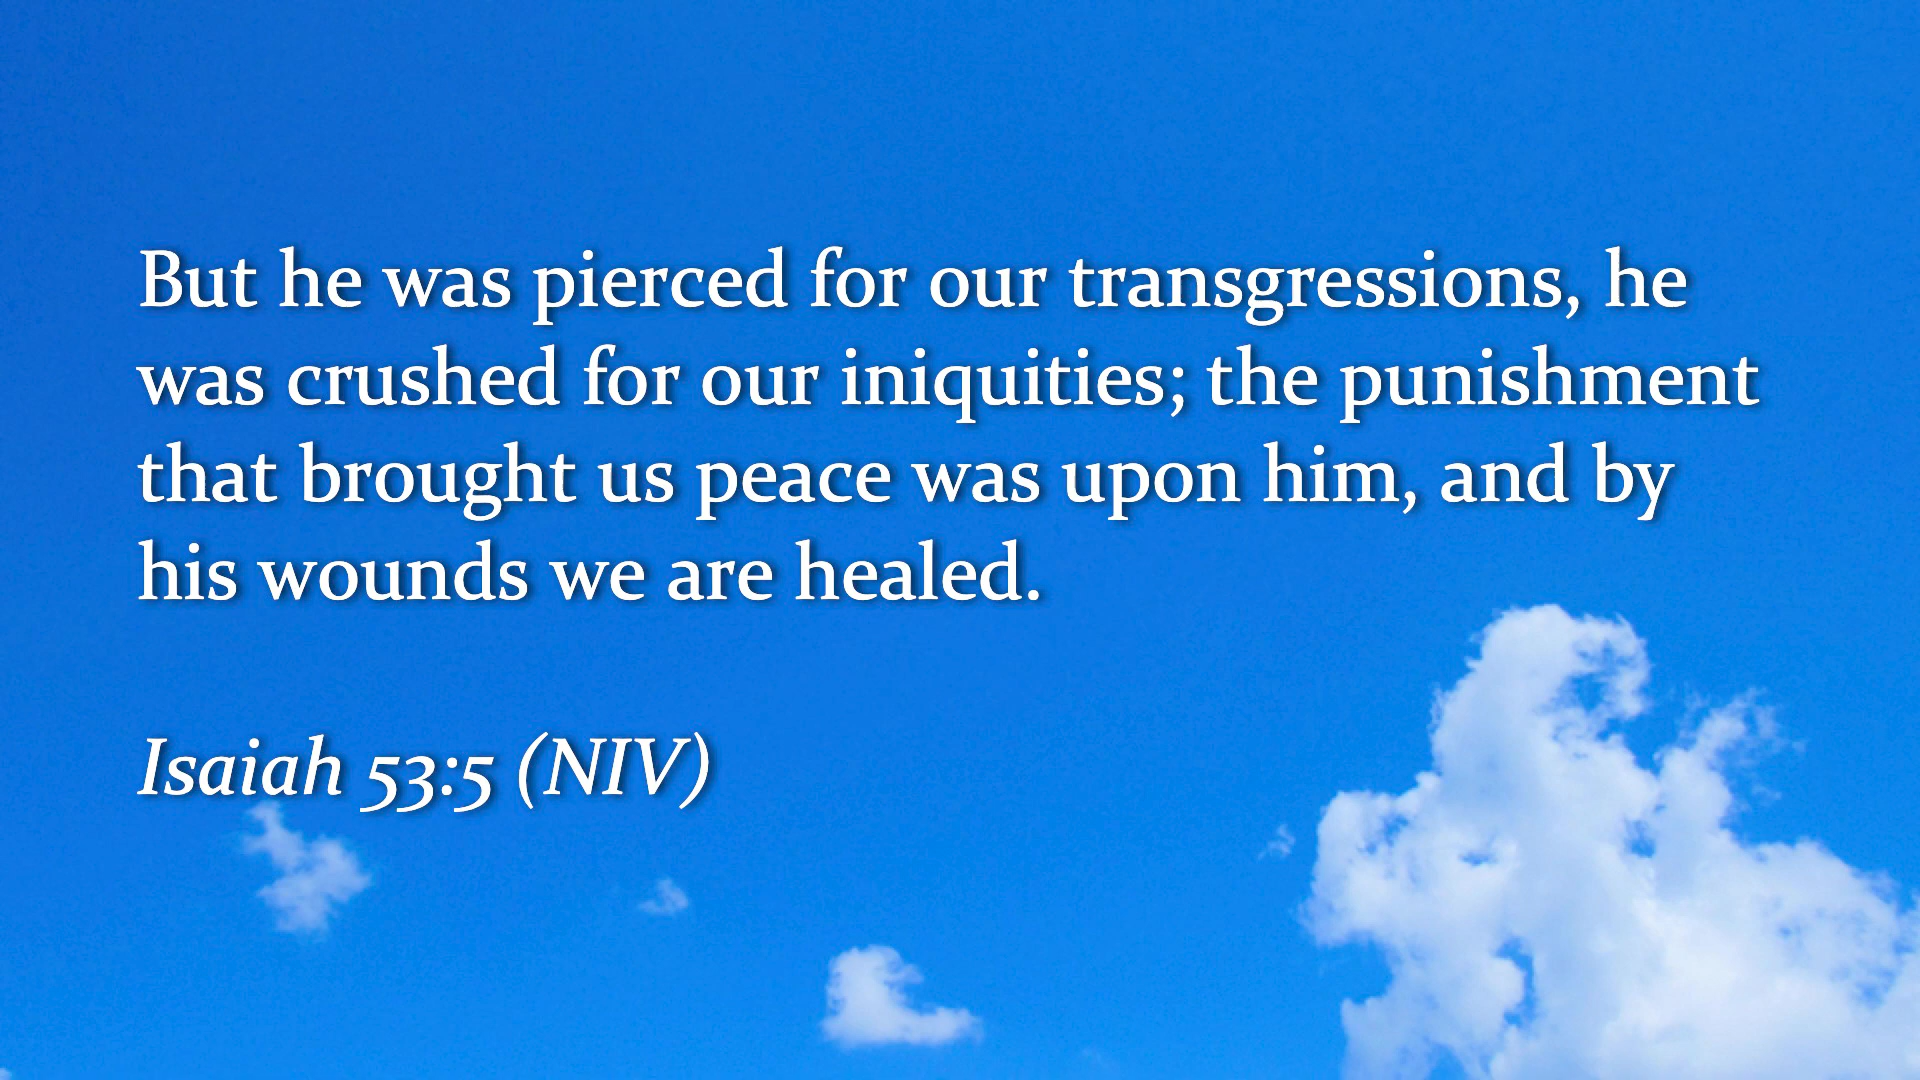 But he was pierced for our transgressions, he
was crushed for our iniquities; the punishment
that brought us peace was upon him, and by
his wounds we are healed.
Isaiah 53:5 (NIV)